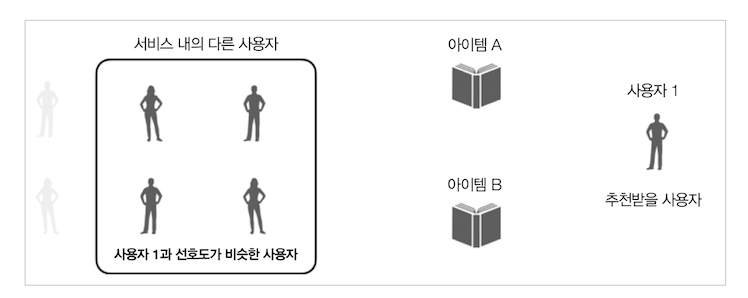 서비스 내의 다른 사용자
아이템 A
사용자 1
아이템 B
추천받을 사용자
사용자 1과 선호도가 비슷한 사용자